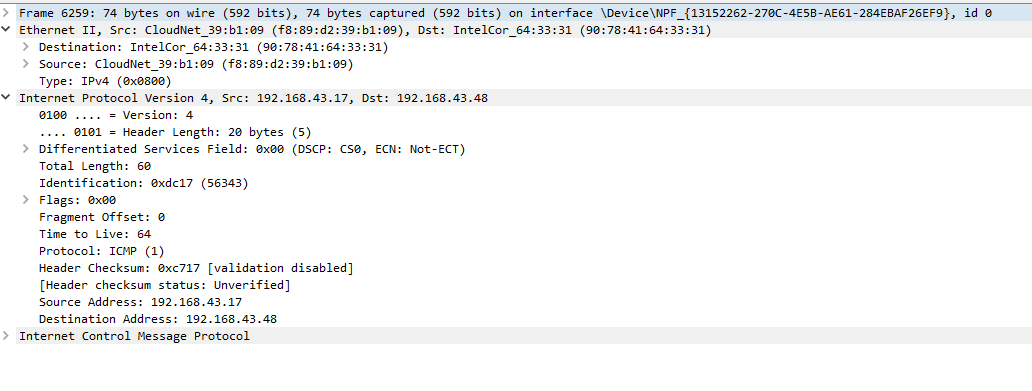 Frame 6259: 74 bytes on wire (592 bits), 74 bytes captured (592 bits) on interface \Device\NPF_{13152262-270C-4E5B-AE61-284EBAF26EF9}, id 0
Ethernet II, Src: CloudNet_39:b1:09 (f8:89:d2:39:b1:09), Dst: IntelCor_64:33:31 (90:78:41:64:33:31)
Destination: IntelCor_64:33:31 (90:78:41:64:33:31)
Source: CloudNet_39:b1:09 (f8:89:d2:39:b1:09)
Type: IPv4 (0x0800)
Internet Protocol Version 4, Src: 192.168.43.17, Dst: 192.168.43.48
0100 .... = Version: 4
.... 0101 = Header Length: 20 bytes (5)
Differentiated Services Field: 0x00 (DSCP: CS0, ECN: Not-ECT)
Total Length: 60
Identification: 0xdc17 (56343)
Flags: 0x00
Fragment Offset: 0
Time to Live: 64
Protocol: ICMP (1)
Header Checksum: 0xc717 [validation disabled]
[Header checksum status: Unverified]
Source Address: 192.168.43.17
Destination Address: 192.168.43.48
Internet Control Message Protocol